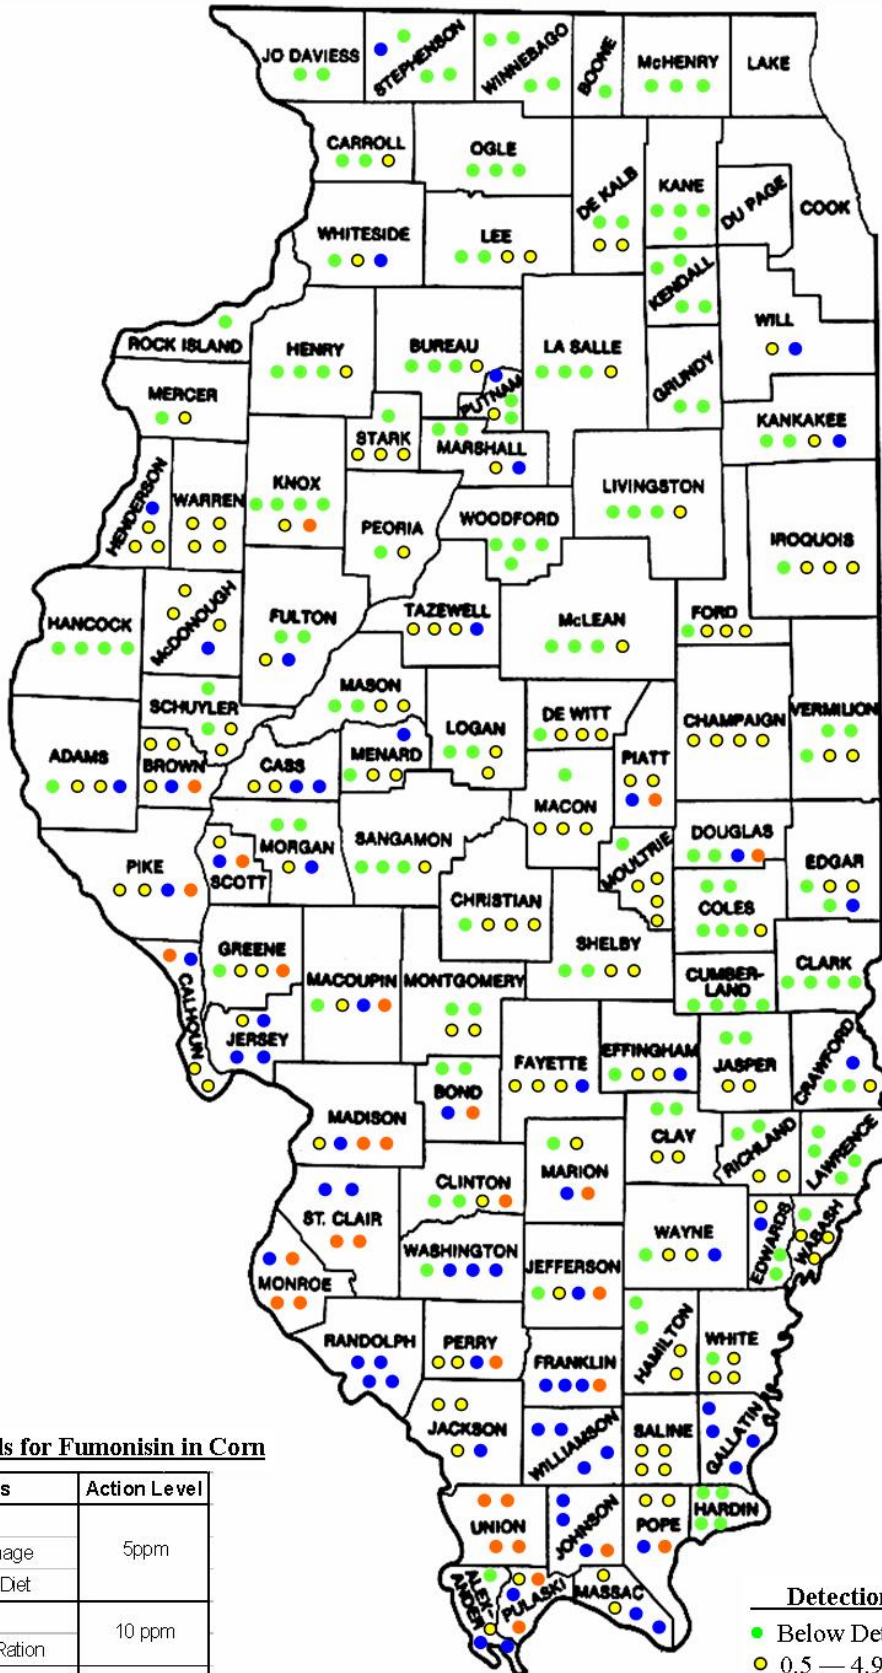 JO DAVIESS
STEPHENSON
WINNEBAGO
BOONE
McHENRY
LAKE
CARROLL
OGLE
DE KALB
KANE
DU PAGE
COOK
WHITESIDE
LEE
KENDALL
WILL
ROCK ISLAND
HENRY
BUREAU
LA SALLE
GRUNDY
MERCER
PUTNAM
KANKAKEE
STARK
MARSHALL
HENDERSON
WARREN
KNOX
PEORIA
WOODFORD
LIVINGSTON
IROQUOIS
HANCOCK
McDONOUGH
FULTON
TAZEWELL
McLEAN
FORD
SCHUYLER
MASON
LOGAN
DE WITT
CHAMPAIGN
VERMILION
ADAMS
BROWN
CASS
MENARD
PIATT
MACON
PIKE
SCOTT
MORGAN
SANGAMON
MOULTRIE
DOUGLAS
EDGAR
CHRISTIAN
COLES
GREENE
MACOUPIN
MONTGOMERY
SHELBY
CUMBER-
LAND
CLARK
CALHOUN
JERSEY
FAYETTE
EFFINGHAM
JASPER
CRAWFORD
MADISON
BOND
CLAY
RICHLAND
LAWRENCE
ST. CLAIR
CLINTON
MARION
WAYNE
EDWARDS
WABASH
MONROE
WASHINGTON
JEFFERSON
RANDOLPH
PERRY
FRANKLIN
HAMILTON
WHITE
JACKSON
WILLIAMSON
SALINE
GALLATIN
UNION
JOHNSON
POPE
HARDIN
ALEX-
ANDER
PULASKI
MASSAC
ls for Fumonisin in Corn
s Action Level
5ppm
Diet
10 ppm
Ration
Detection
Below Det
0.5 — 4.9